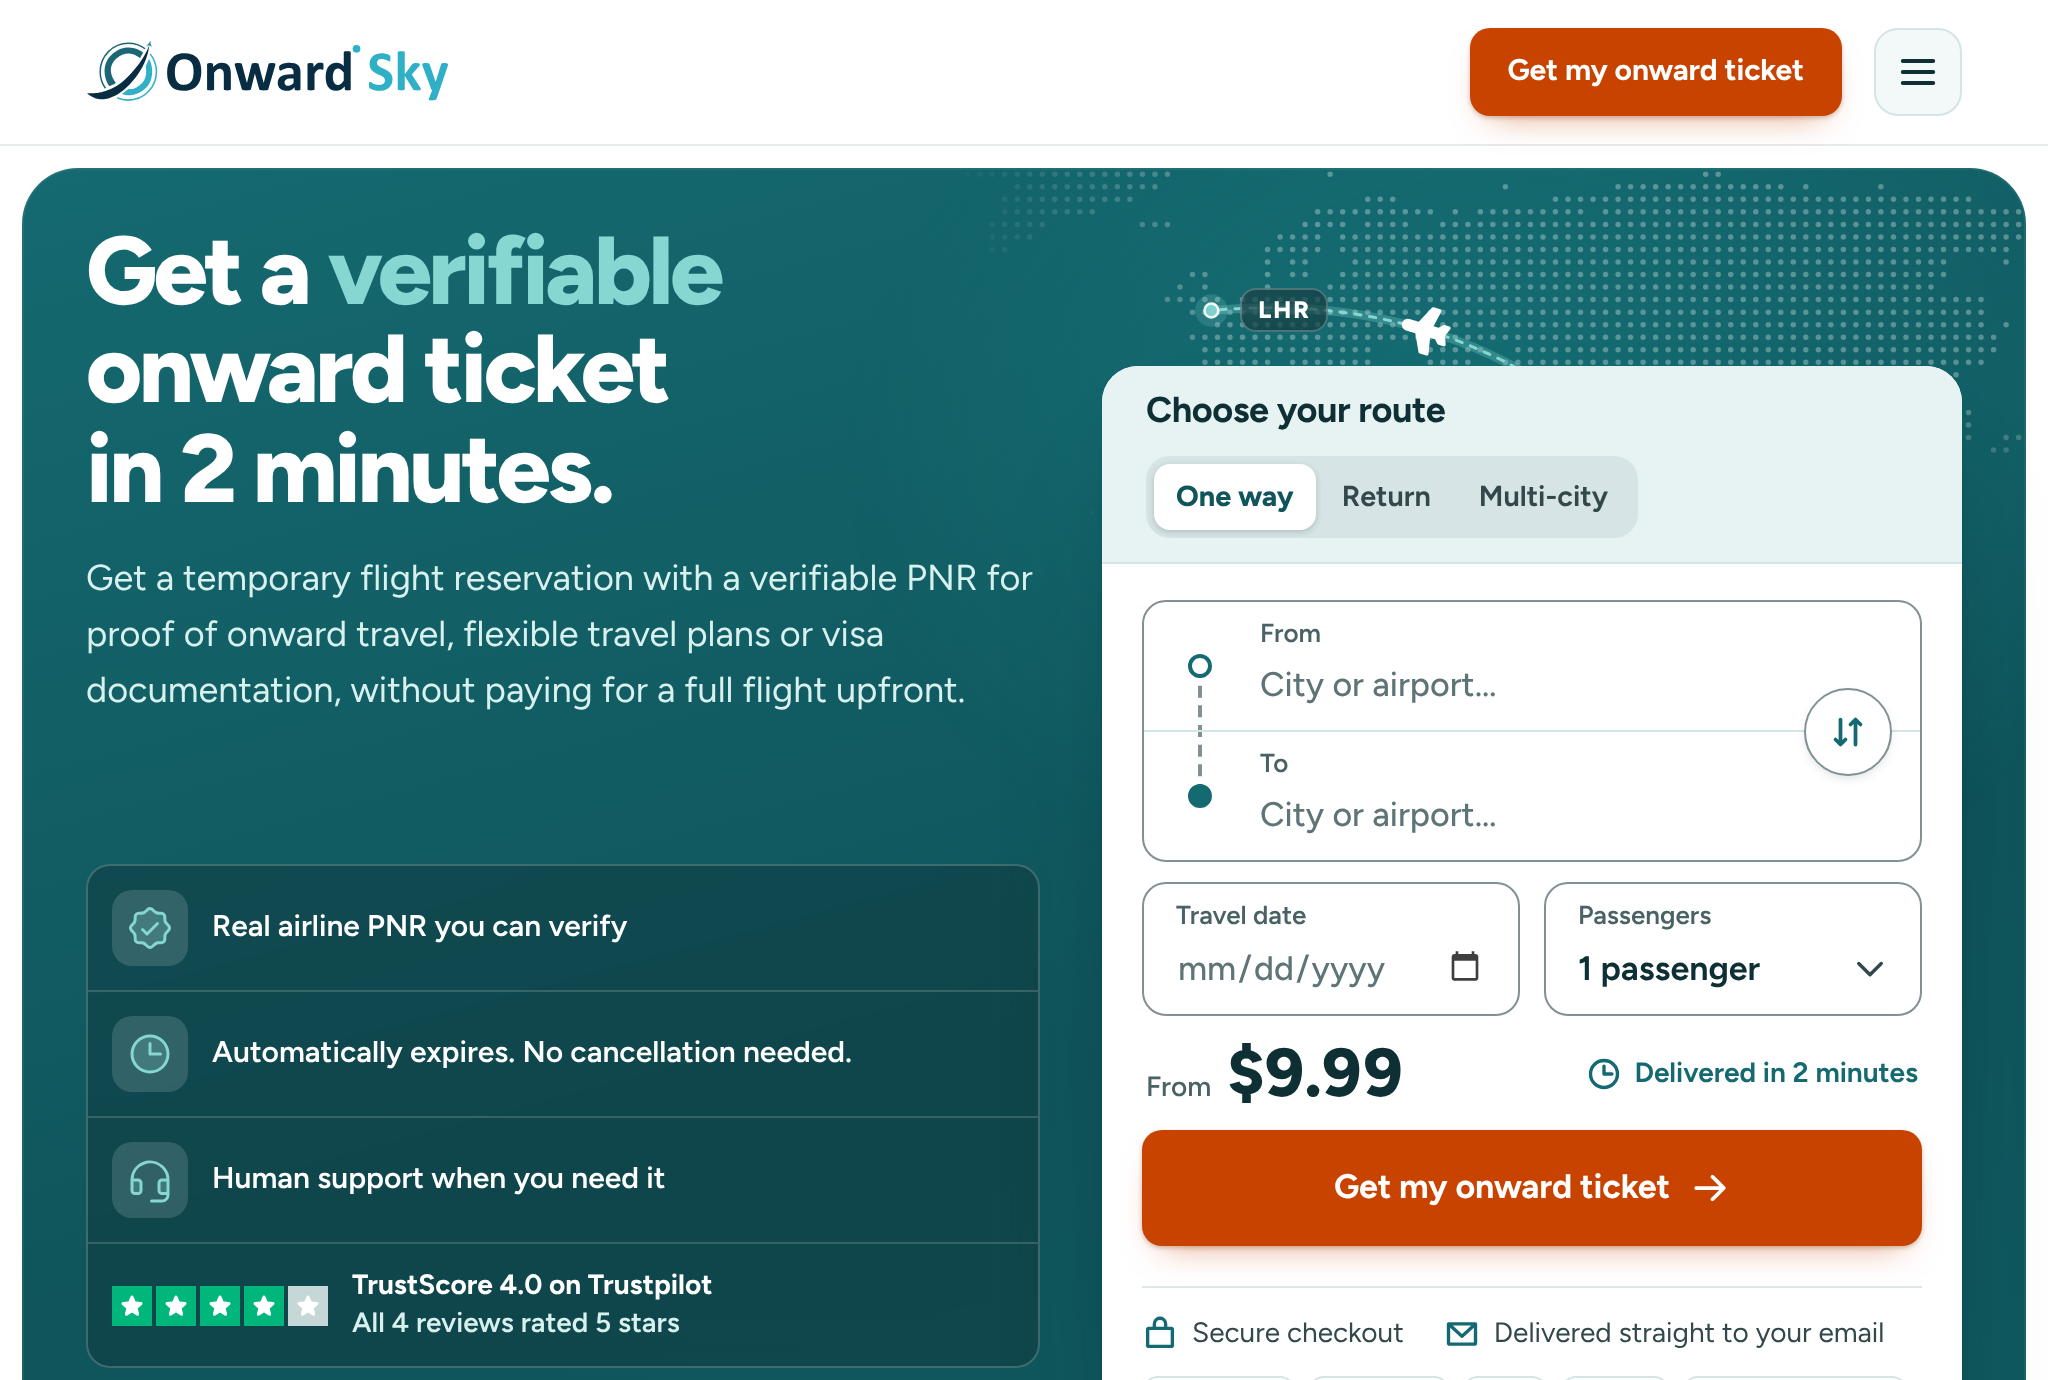 Onward Sky
Get my onward ticket
Get a verifiable
onward ticket
in 2 minutes.
Get a temporary flight reservation with a verifiable PNR for
proof of onward travel, flexible travel plans or visa
documentation, without paying for a full flight upfront.
Real airline PNR you can verify
Automatically expires. No cancellation needed.
Human support when you need it
TrustScore 4.0 on Trustpilot
All 4 reviews rated 5 stars
LHR
Choose your route
One way Return Multi-city
From
City or airport...
To
City or airport...
Travel date
mm/dd/yyyy
Passengers
1 passenger
From $9.99
Delivered in 2 minutes
Get my onward ticket
Secure checkout
Delivered straight to your email